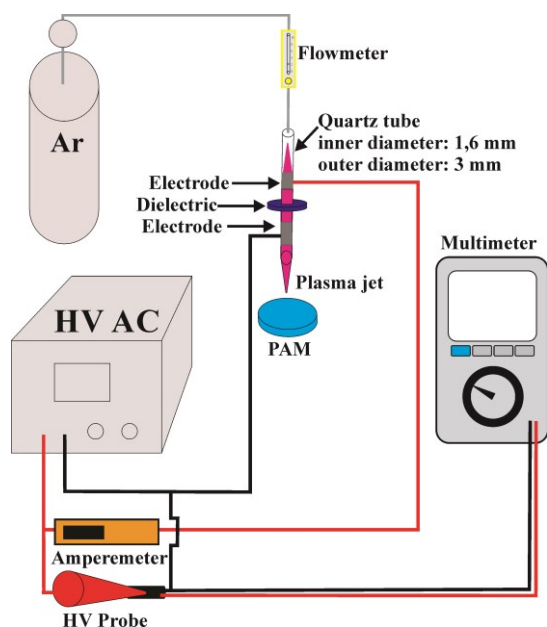 Flowmeter
Ar
Quartz tube
inner diameter: 1,6 mm
outer diameter: 3 mm
Electrode
Dielectric
Electrode
Multimeter
Plasma jet
HV AC
PAM
Amperemeter
HV Probe